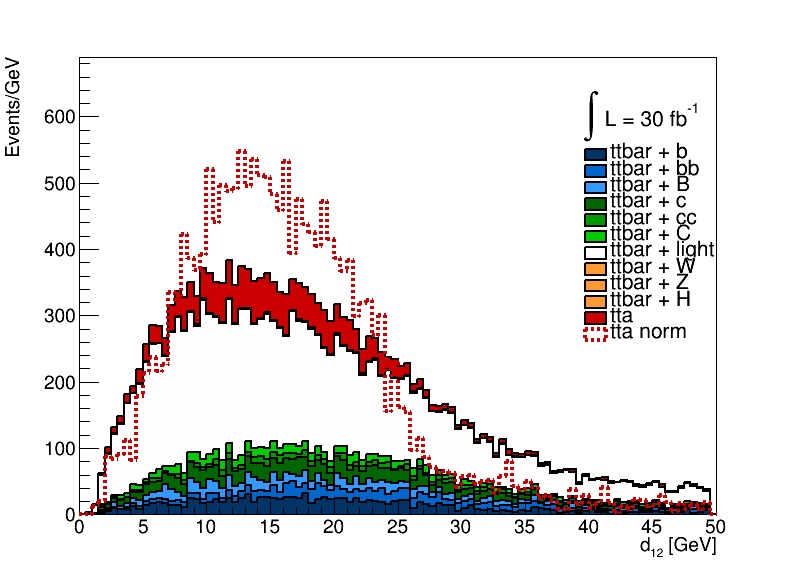 Events/GeV
600
500
400
300
200
100
0
∫ L = 30 fb⁻¹
ttbar + b
ttbar + bb
ttbar + B
ttbar + c
ttbar + cc
ttbar + C
ttbar + light
ttbar + W
ttbar + Z
ttbar + H
tta
tta norm
0 5 10 15 20 25 30 35 40 45 50
d₁₂ [GeV]